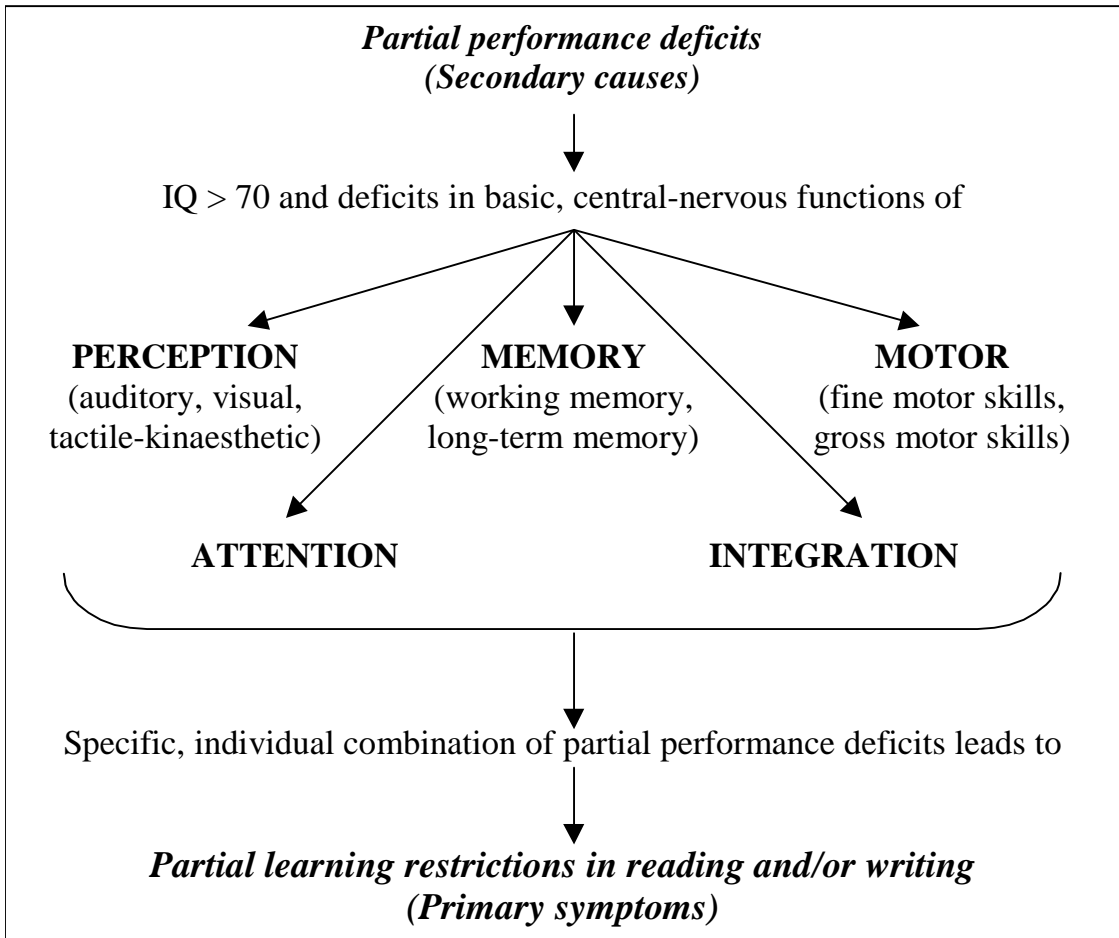 Partial performance deficits
(Secondary causes)
IQ > 70 and deficits in basic, central-nervous functions of
PERCEPTION
(auditory, visual,
tactile-kinaesthetic)
MEMORY
(working memory,
long-term memory)
MOTOR
(fine motor skills,
gross motor skills)
ATTENTION
INTEGRATION
Specific, individual combination of partial performance deficits leads to
Partial learning restrictions in reading and/or writing
(Primary symptoms)